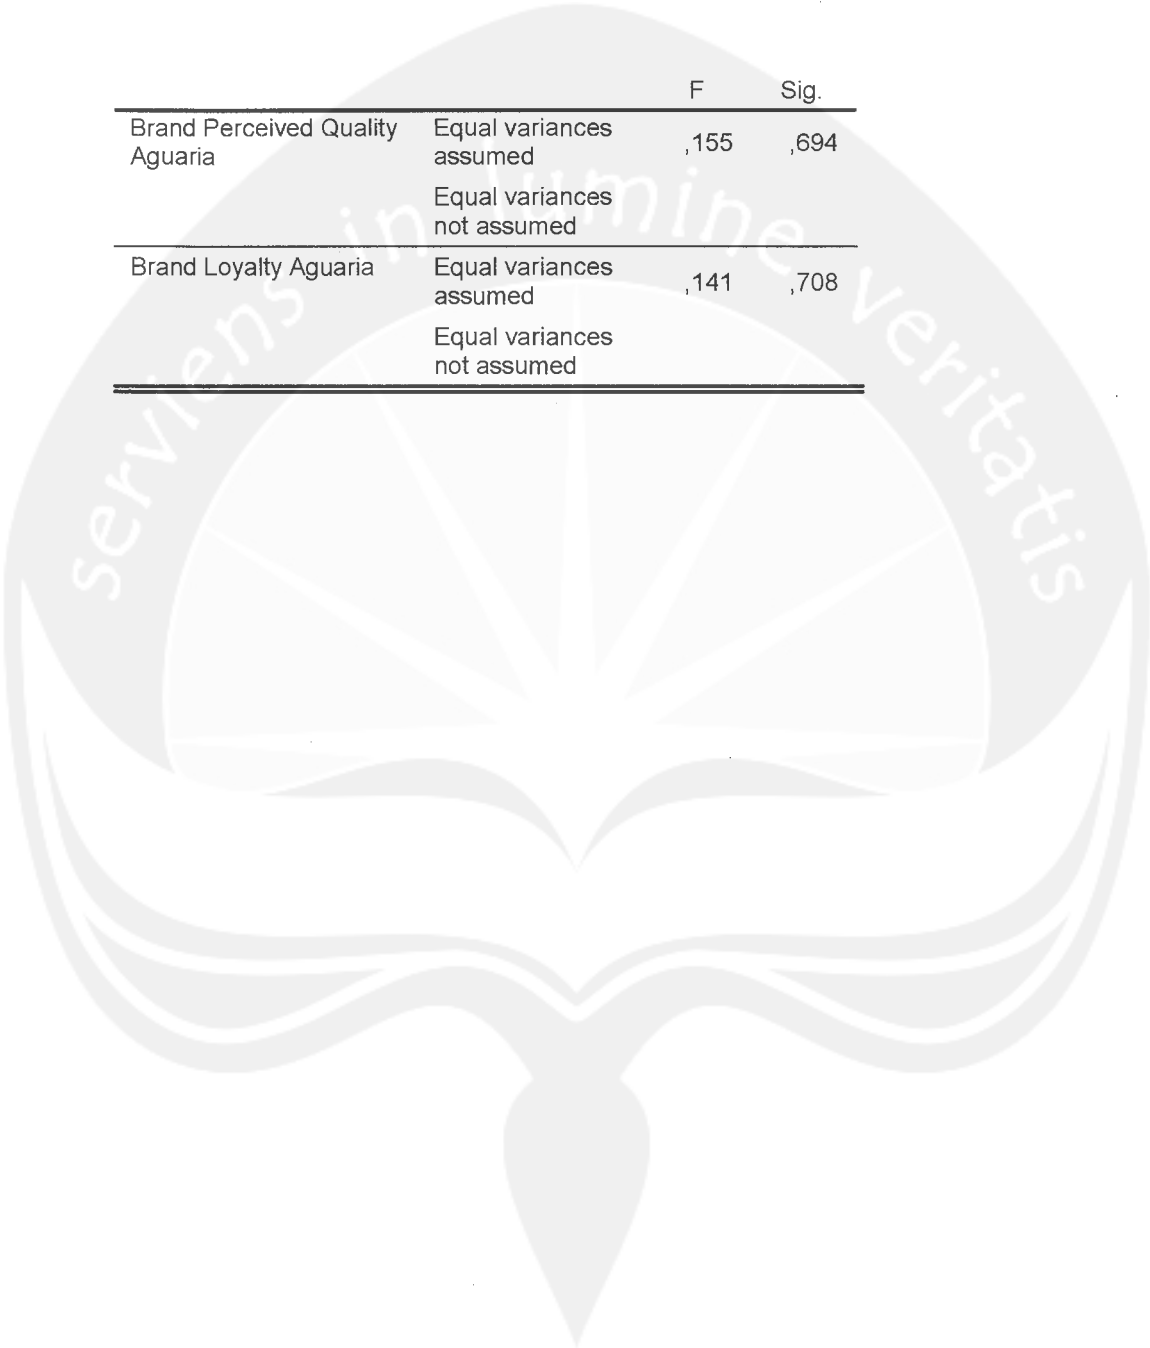 F Sig.
Brand Perceived Quality Equal variances
Aguaria assumed ,155 ,694
Equal variances
not assumed
Brand Loyalty Aguaria Equal variances
assumed ,141 ,708
Equal variances
not assumed
serviens in lumine veritatis